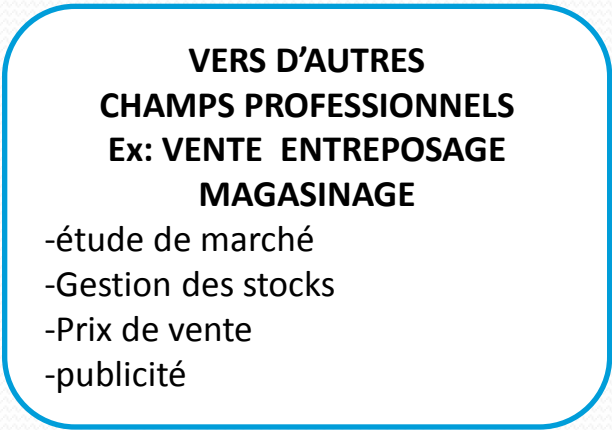 VERS D’AUTRES
CHAMPS PROFESSIONNELS
Ex: VENTE ENTREPOSAGE
MAGASINAGE
-étude de marché
-Gestion des stocks
-Prix de vente
-publicité